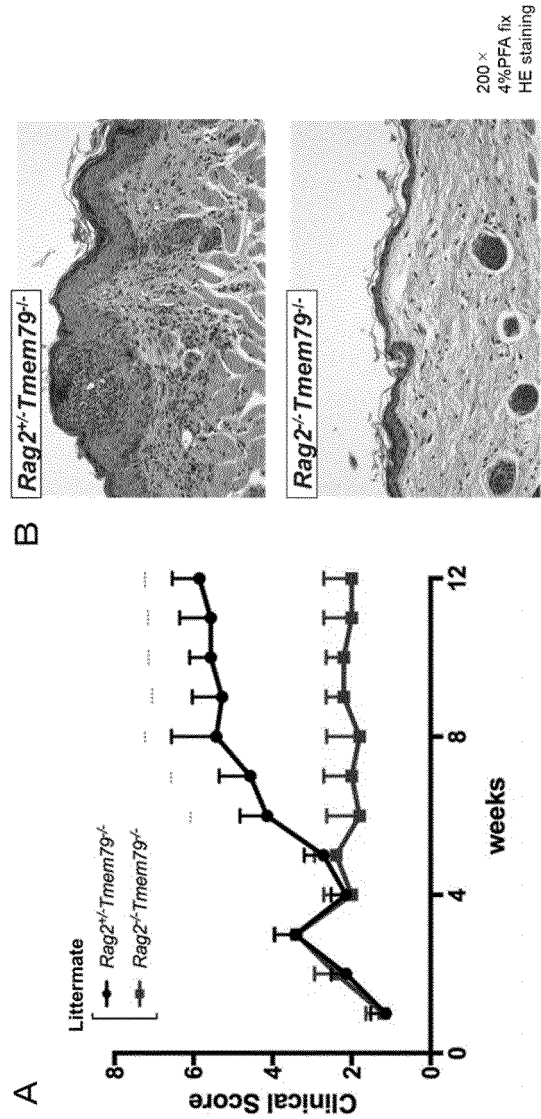 A
Clinical Score
8
6
4
2
0
Littermate
Rag2+/-Tmem79-/-
Rag2-/-Tmem79-/-
0
4
8
12
weeks
B
Rag2+/-Tmem79-/-
Rag2-/-Tmem79-/-
200 ×
4%PFA fix
HE staining